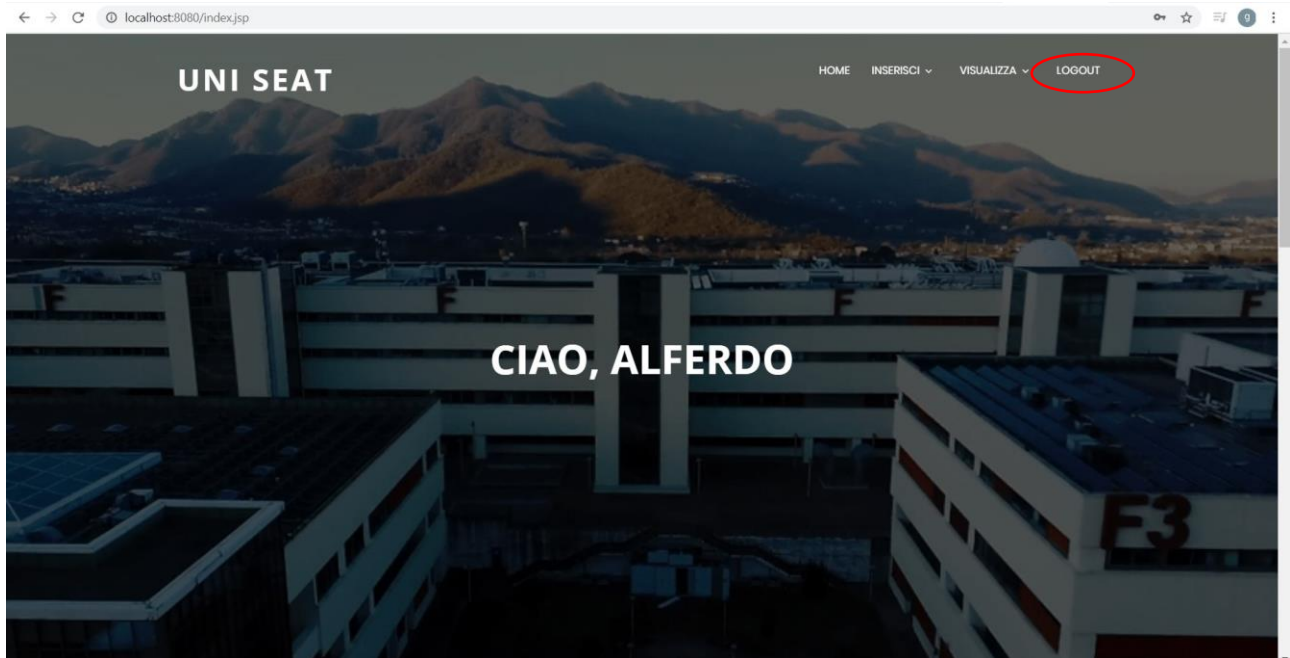 localhost:8080/index.jsp
g
UNI SEAT
HOME INSERISCI VISUALIZZA LOGOUT
F F F F
CIAO, ALFERDO
F3